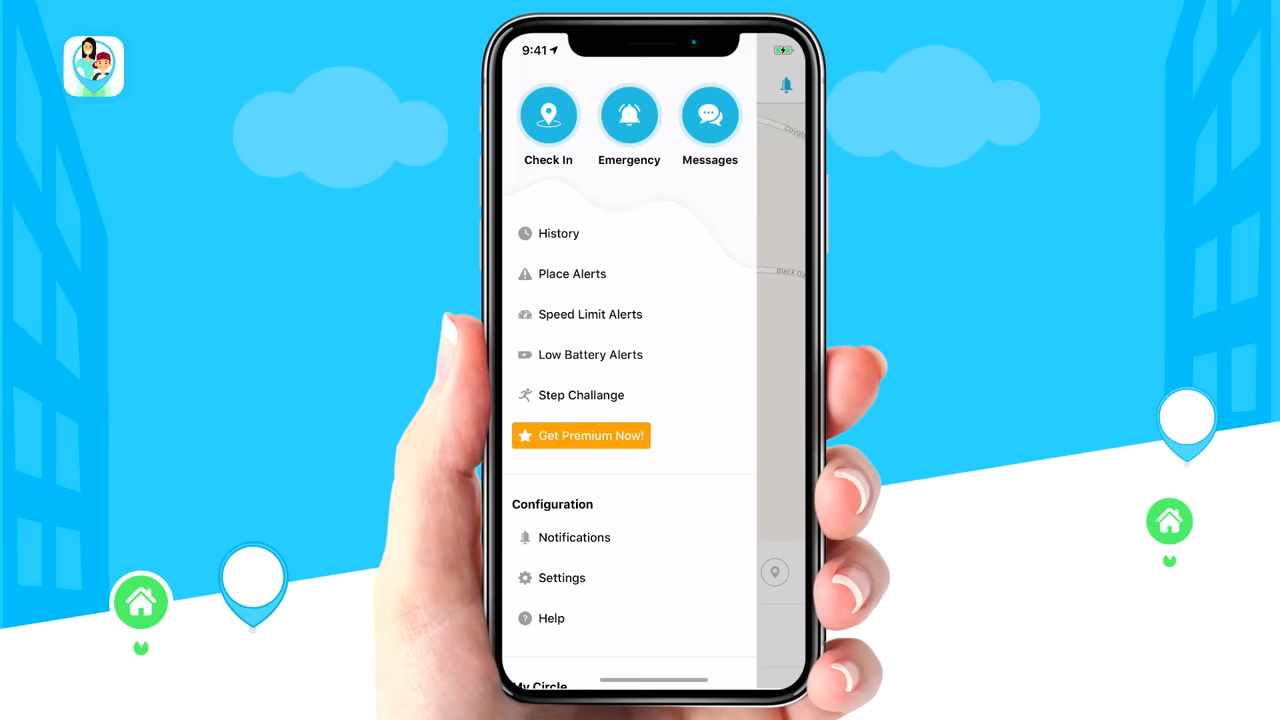 9:41
Check In
Emergency
Messages
History
Place Alerts
Speed Limit Alerts
Low Battery Alerts
Step Challange
Get Premium Now!
Configuration
Notifications
Settings
Help
My Circle